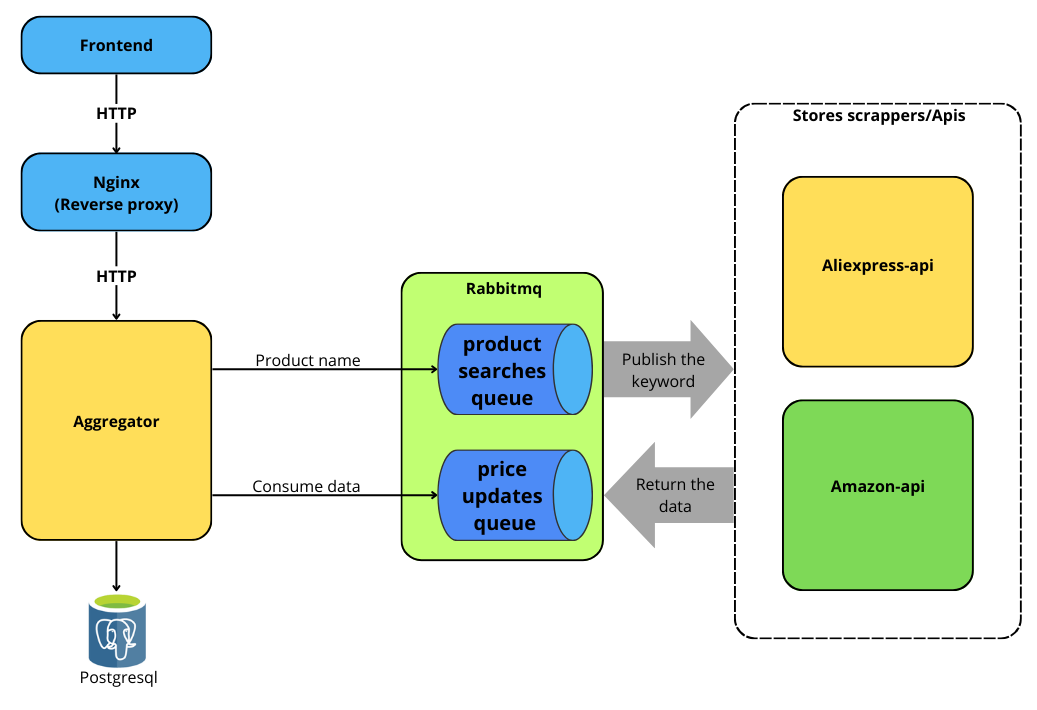 Frontend
HTTP
Nginx
(Reverse proxy)
HTTP
Aggregator
Postgresql
Product name
Consume data
Rabbitmq
product
searches
queue
price
updates
queue
Publish the
keyword
Return the
data
Stores scrappers/Apis
Aliexpress-api
Amazon-api